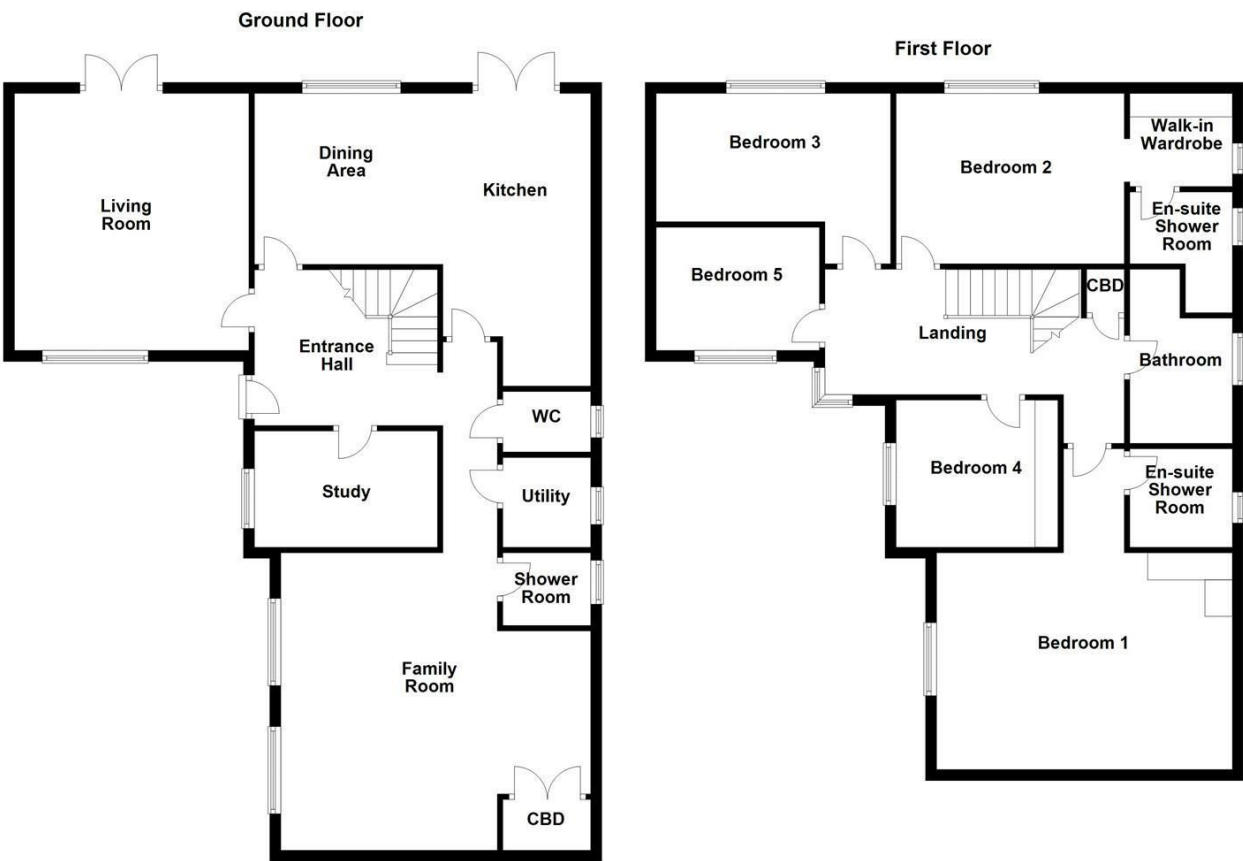 Ground Floor
Living
Room
Dining
Area
Kitchen
Entrance
Hall
WC
Study
Utility
Shower
Room
Family
Room
CBD
First Floor
Bedroom 3
Bedroom 2
Walk-in
Wardrobe
En-suite
Shower
Room
Bedroom 5
CBD
Landing
Bathroom
Bedroom 4
En-suite
Shower
Room
Bedroom 1